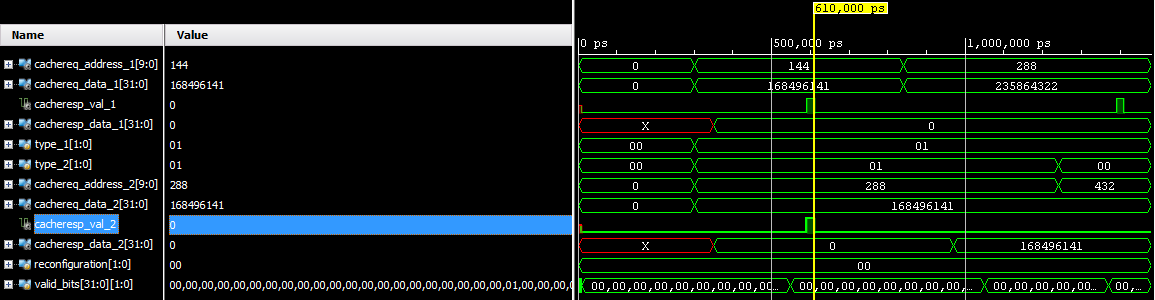 610,000 ps
Name Value
0 ps 500,000 ps 1,000,000 ps
cachereq_address_1[9:0] 144 0 144 288
cachereq_data_1[31:0] 168496141 0 168496141 235864322
cacheresp_val_1 0
cacheresp_data_1[31:0] 0 X 0
type_1[1:0] 01 00 01
type_2[1:0] 01 00 01 00
cachereq_address_2[9:0] 288 0 288 432
cachereq_data_2[31:0] 168496141 0 168496141
cacheresp_val_2 0
cacheresp_data_2[31:0] 0 X 0 168496141
reconfiguration[1:0] 00 00
valid_bits[31:0][1:0] 00,00,00,00,00,00,00,00,00,00,00,00,00,00,00,00,00,00,00,00,00,01,00,00,00,0 00,00,00,00,00,00,00,0... 00,00,00,00,00,00,00,0... 00,00,00,0... 00,...